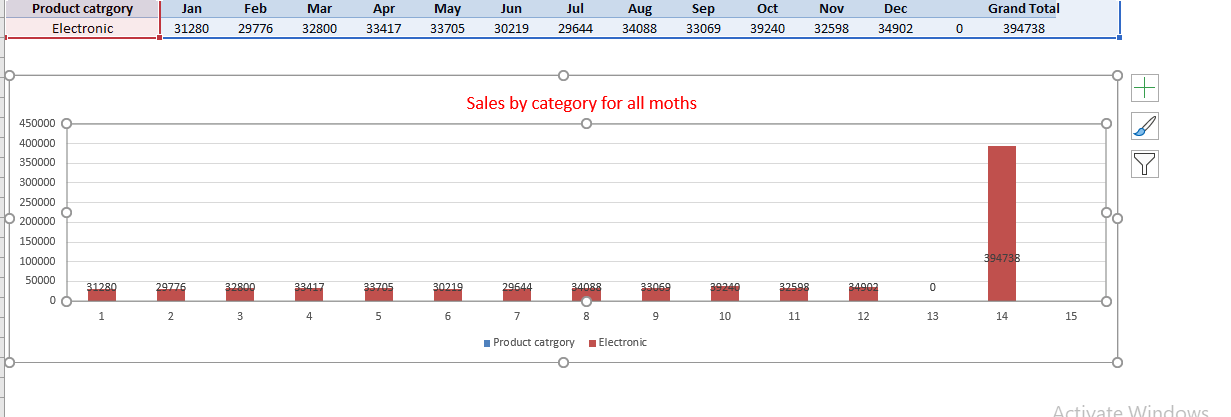 Product catrgory Jan Feb Mar Apr May Jun Jul Aug Sep Oct Nov Dec Grand Total
Electronic 31280 29776 32800 33417 33705 30219 29644 34088 33069 39240 32598 34902 0 394738
Sales by category for all moths
450000
400000
350000
300000
250000
200000
150000
100000
50000
0
394738
31280 29776 32800 33417 33705 30219 29644 34088 33069 39240 32598 34902 0
1 2 3 4 5 6 7 8 9 10 11 12 13 14 15
Product catrgory Electronic
Activate Windows